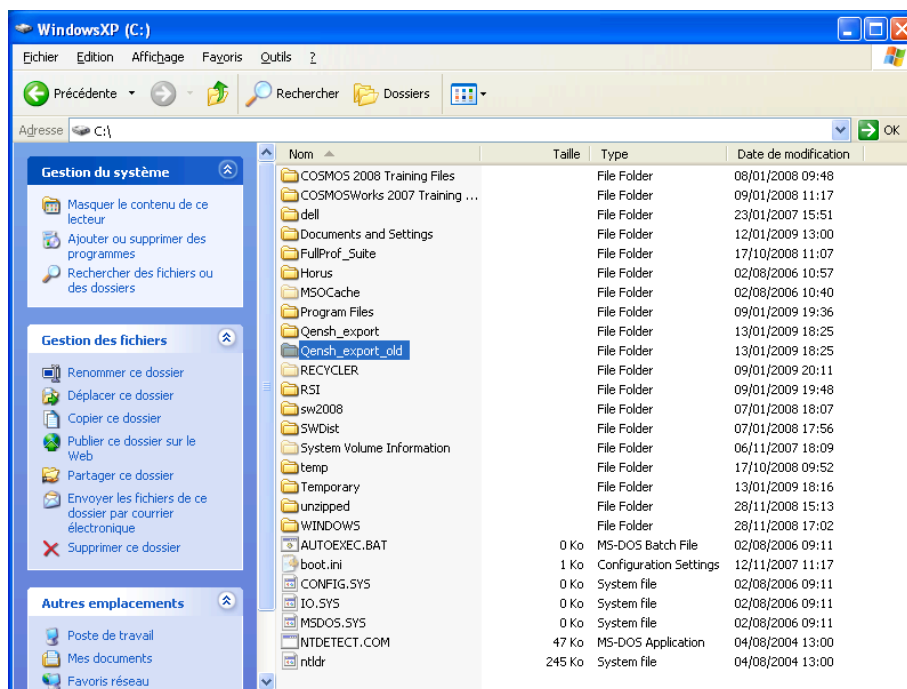 WindowsXP (C:)
Fichier Edition Affichage Favoris Outils ?
Précédente Rechercher Dossiers
Adresse C:\ OK
Gestion du système
Masquer le contenu de ce
lecteur
Ajouter ou supprimer des
programmes
Rechercher des fichiers ou
des dossiers
Gestion des fichiers
Renommer ce dossier
Déplacer ce dossier
Copier ce dossier
Publier ce dossier sur le
Web
Partager ce dossier
Envoyer les fichiers de ce
dossier par courrier
électronique
Supprimer ce dossier
Autres emplacements
Poste de travail
Mes documents
Favoris réseau
Nom Taille Type Date de modification
COSMOS 2008 Training Files File Folder 08/01/2008 09:48
COSMOSWorks 2007 Training ... File Folder 09/01/2008 11:17
dell File Folder 23/01/2007 15:51
Documents and Settings File Folder 12/01/2009 13:00
FullProf_Suite File Folder 17/10/2008 11:07
Horus File Folder 02/08/2006 10:57
MSOCache File Folder 02/08/2006 10:40
Program Files File Folder 09/01/2009 19:36
Qensh_export File Folder 13/01/2009 18:25
Qensh_export_old File Folder 13/01/2009 18:25
RECYCLER File Folder 09/01/2009 20:11
RSI File Folder 09/01/2009 19:48
sw2008 File Folder 07/01/2008 18:07
SWDist File Folder 07/01/2008 17:56
System Volume Information File Folder 06/11/2007 18:09
temp File Folder 17/10/2008 09:52
Temporary File Folder 13/01/2009 18:16
unzipped File Folder 28/11/2008 15:13
WINDOWS File Folder 28/11/2008 17:02
AUTOEXEC.BAT 0 Ko MS-DOS Batch File 02/08/2006 09:11
boot.ini 1 Ko Configuration Settings 12/11/2007 11:17
CONFIG.SYS 0 Ko System file 02/08/2006 09:11
IO.SYS 0 Ko System file 02/08/2006 09:11
MSDOS.SYS 0 Ko System file 02/08/2006 09:11
NTDETECT.COM 47 Ko MS-DOS Application 04/08/2004 13:00
ntldr 245 Ko System file 04/08/2004 13:00